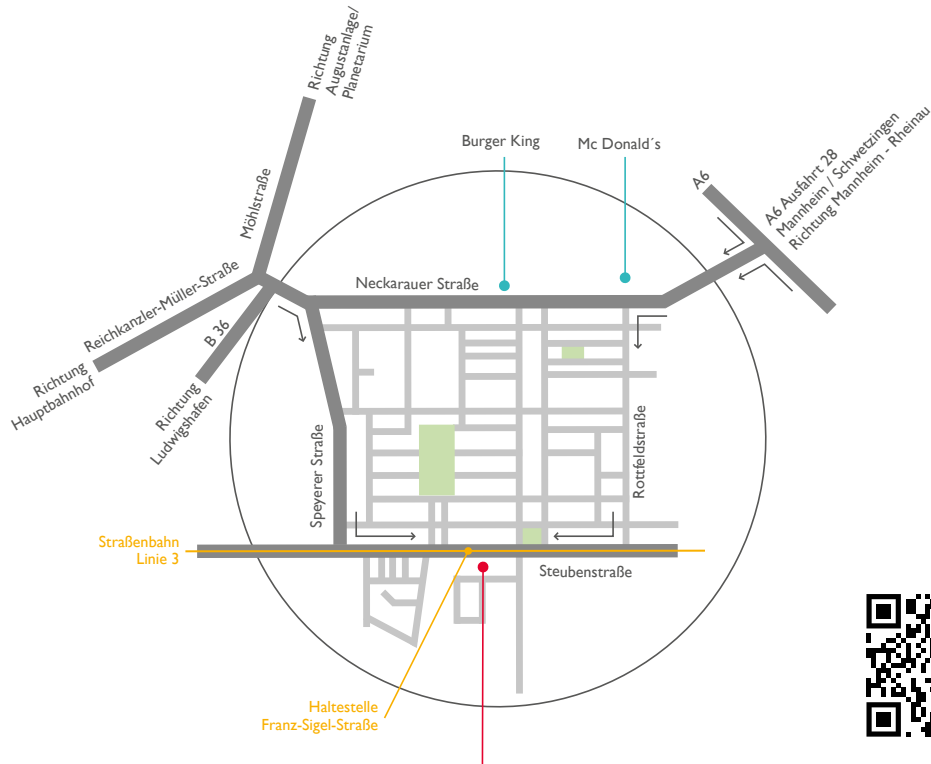 Richtung
Augustanlage/
Planetarium
Burger King
Mc Donald´s
A6
A6 Ausfahrt 28
Mannheim / Schwetzingen
Richtung Mannheim - Rheinau
Möhlstraße
Reichkanzler-Müller-Straße
Neckarauer Straße
B 36
Richtung
Hauptbahnhof
Richtung
Ludwigshafen
Speyerer Straße
Rottfeldstraße
Straßenbahn
Linie 3
Steubenstraße
Haltestelle
Franz-Sigel-Straße